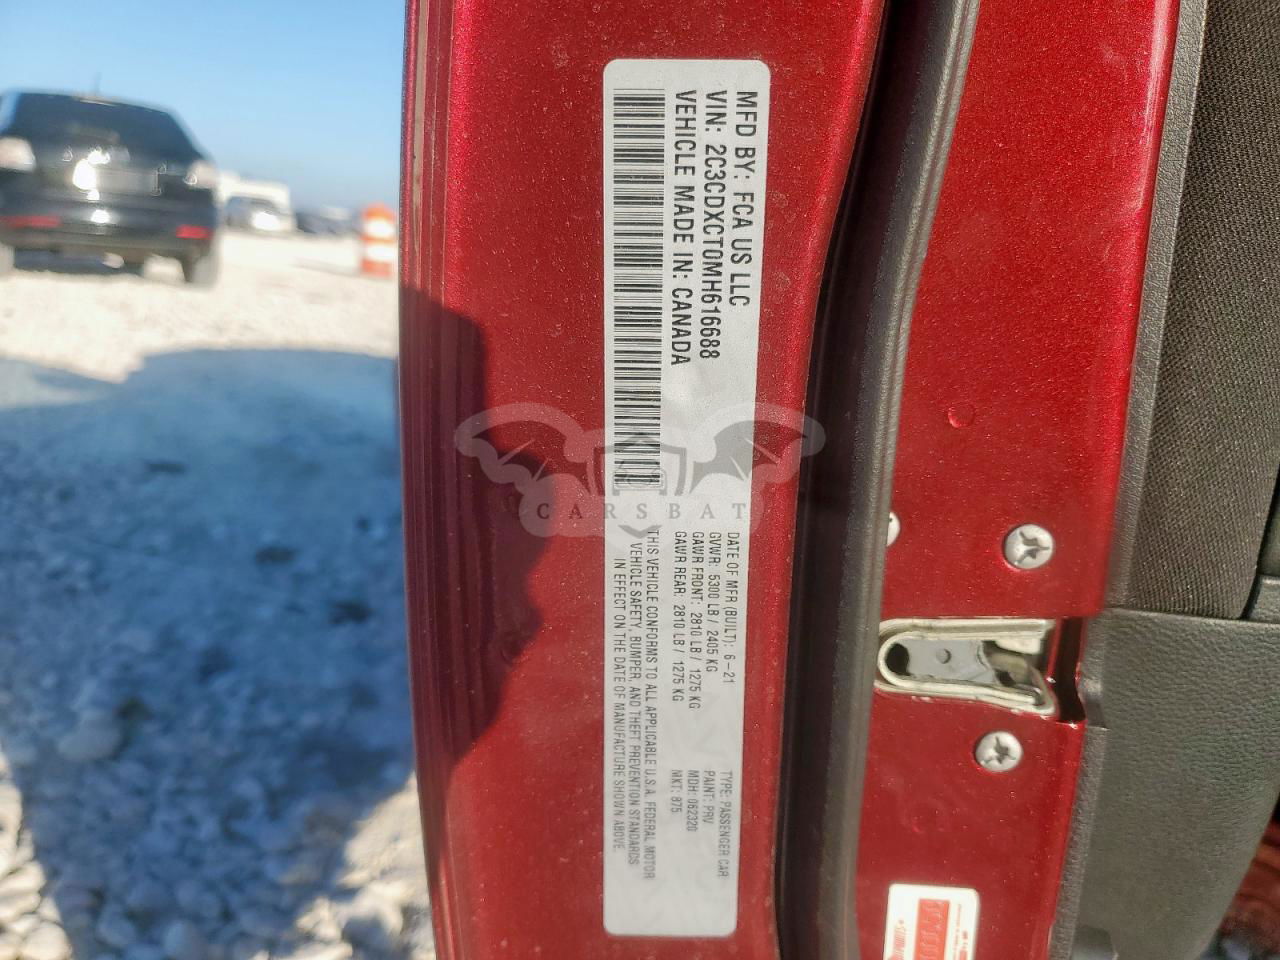 MFD BY: FCA US LLC
VIN: 2C3CDXCT0MH616688
VEHICLE MADE IN: CANADA
DATE OF MFR (BUILT): 6-21
GVWR: 5300 LB / 2405 KG
GAWR FRONT: 2810 LB / 1275 KG
GAWR REAR: 2810 LB / 1275 KG
TYPE: PASSENGER CAR
PAINT: PRV
MDH: 062320
MKT: 875
THIS VEHICLE CONFORMS TO ALL APPLICABLE U.S.A. FEDERAL MOTOR
VEHICLE SAFETY, BUMPER, AND THEFT PREVENTION STANDARDS
IN EFFECT ON THE DATE OF MANUFACTURE SHOWN ABOVE.
CARSBAT